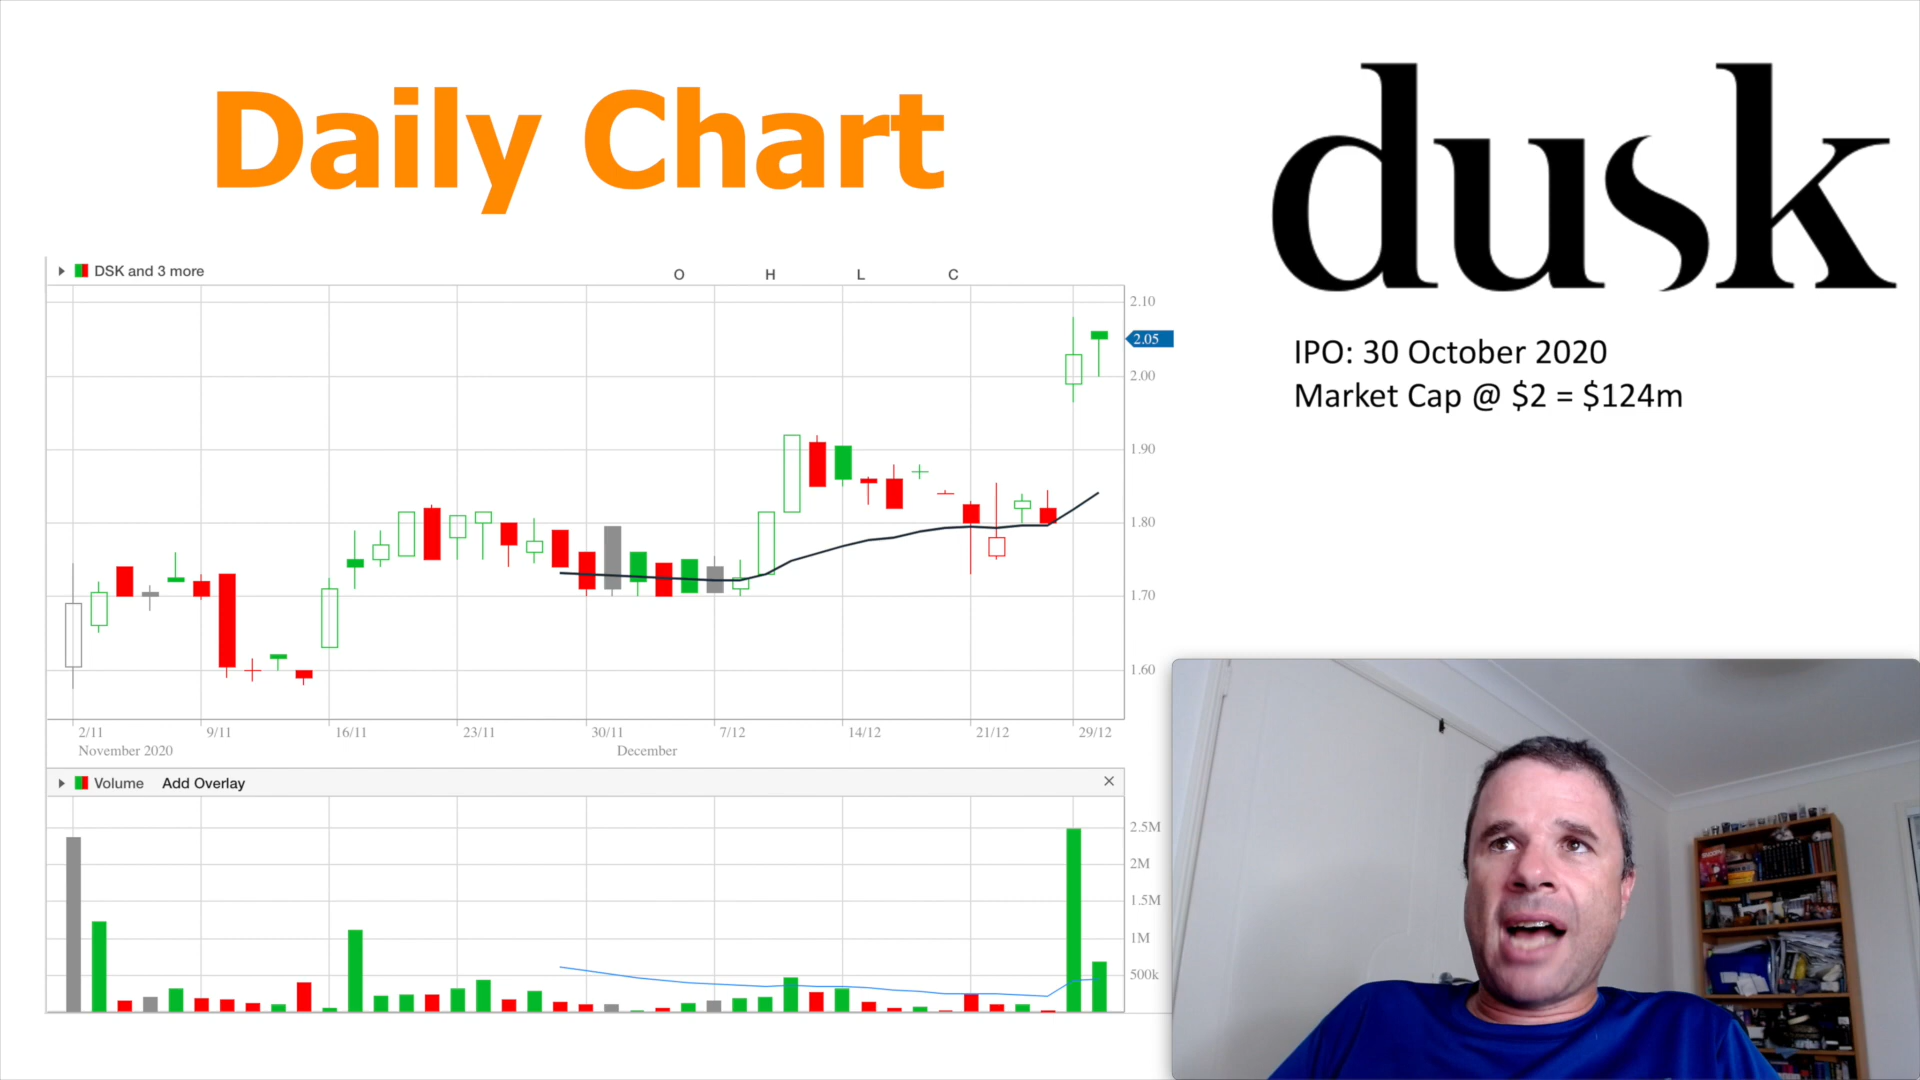 Daily Chart
dusk
IPO: 30 October 2020
Market Cap @ $2 = $124m
DSK and 3 more
O H L C
2.10
2.05
2.00
1.90
1.80
1.70
1.60
2/11 9/11 16/11 23/11 30/11 7/12 14/12 21/12 29/12
November 2020 December
Volume Add Overlay
2.5M
2M
1.5M
1M
500k